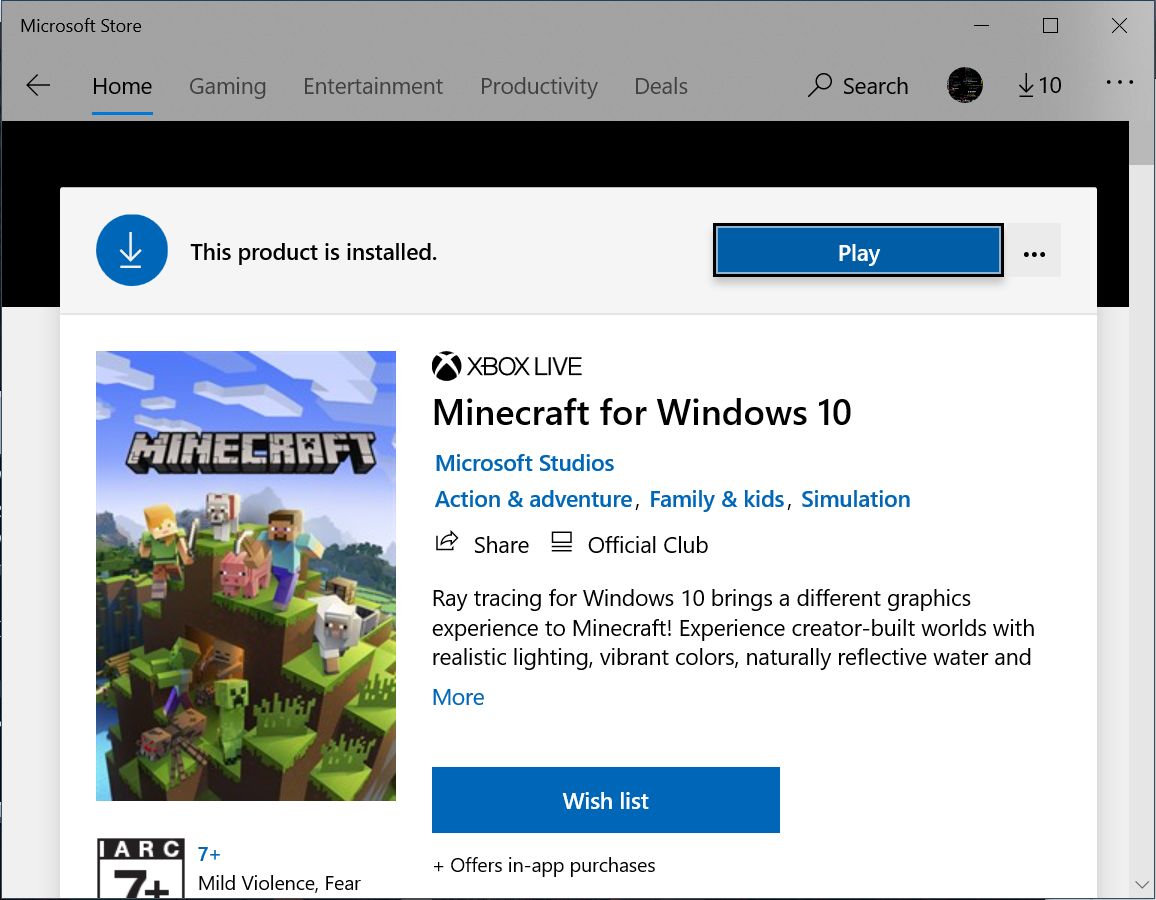 Microsoft Store
Home Gaming Entertainment Productivity Deals Search 10
This product is installed. Play
MINECRAFT
XBOX LIVE
Minecraft for Windows 10
Microsoft Studios
Action & adventure, Family & kids, Simulation
Share Official Club
Ray tracing for Windows 10 brings a different graphics
experience to Minecraft! Experience creator-built worlds with
realistic lighting, vibrant colors, naturally reflective water and
More
Wish list
+ Offers in-app purchases
IARC
7+
7+
Mild Violence, Fear